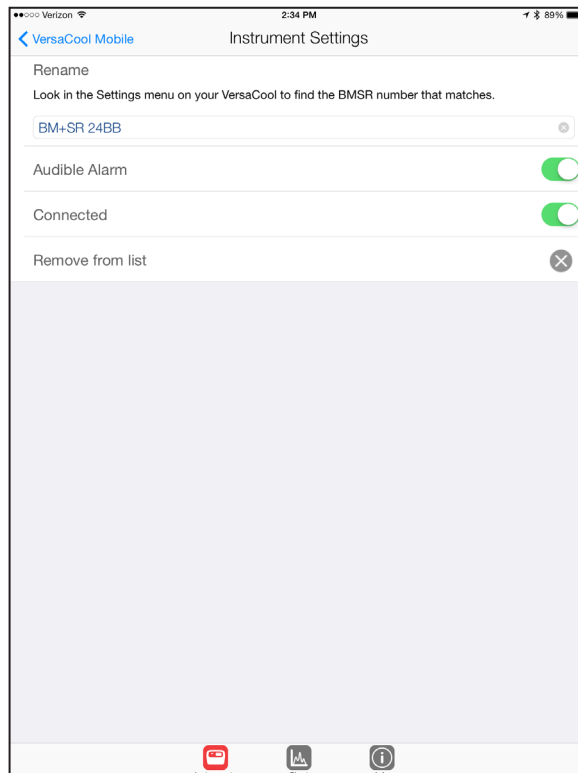 Verizon 2:34 PM 89%
VersaCool Mobile Instrument Settings
Rename
Look in the Settings menu on your VersaCool to find the BMSR number that matches.
BM+SR 24BB
Audible Alarm
Connected
Remove from list